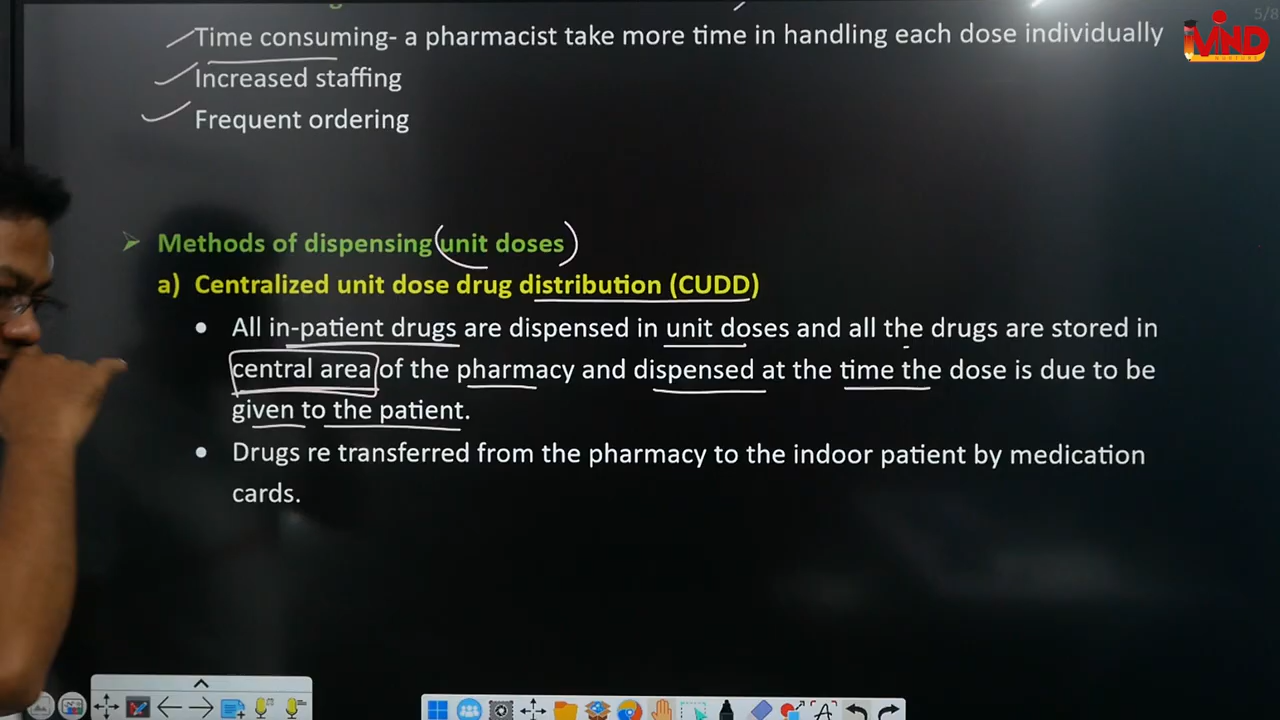 5/8
Time consuming- a pharmacist take more time in handling each dose individually
Increased staffing
Frequent ordering
Methods of dispensing (unit doses)
a) Centralized unit dose drug distribution (CUDD)
All in-patient drugs are dispensed in unit doses and all the drugs are stored in
central area of the pharmacy and dispensed at the time the dose is due to be
given to the patient.
Drugs re transferred from the pharmacy to the indoor patient by medication
cards.
MIND